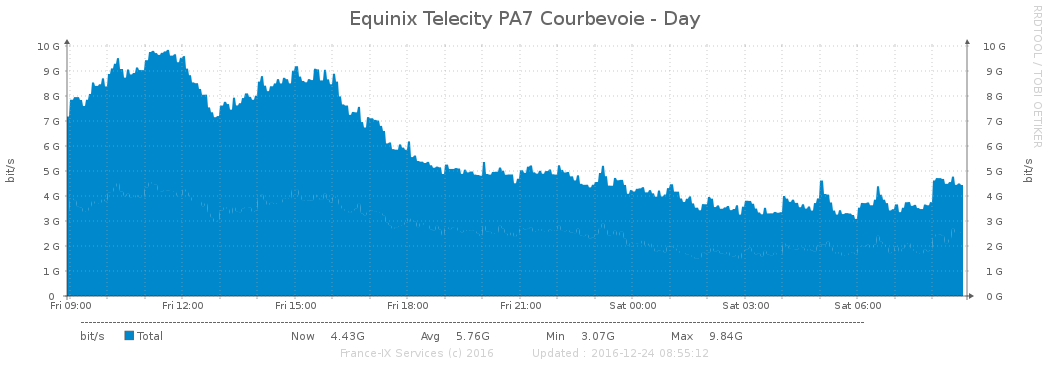 Equinix Telecity PA7 Courbevoie - Day
RRDTOOL / TOBI OETIKER
bit/s
bit/s
10 G 10 G
9 G 9 G
8 G 8 G
7 G 7 G
6 G 6 G
5 G 5 G
4 G 4 G
3 G 3 G
2 G 2 G
1 G 1 G
0 0 G
Fri 09:00 Fri 12:00 Fri 15:00 Fri 18:00 Fri 21:00 Sat 00:00 Sat 03:00 Sat 06:00
bit/s Total Now 4.43G Avg 5.76G Min 3.07G Max 9.84G
France-IX Services (c) 2016 Updated : 2016-12-24 08:55:12